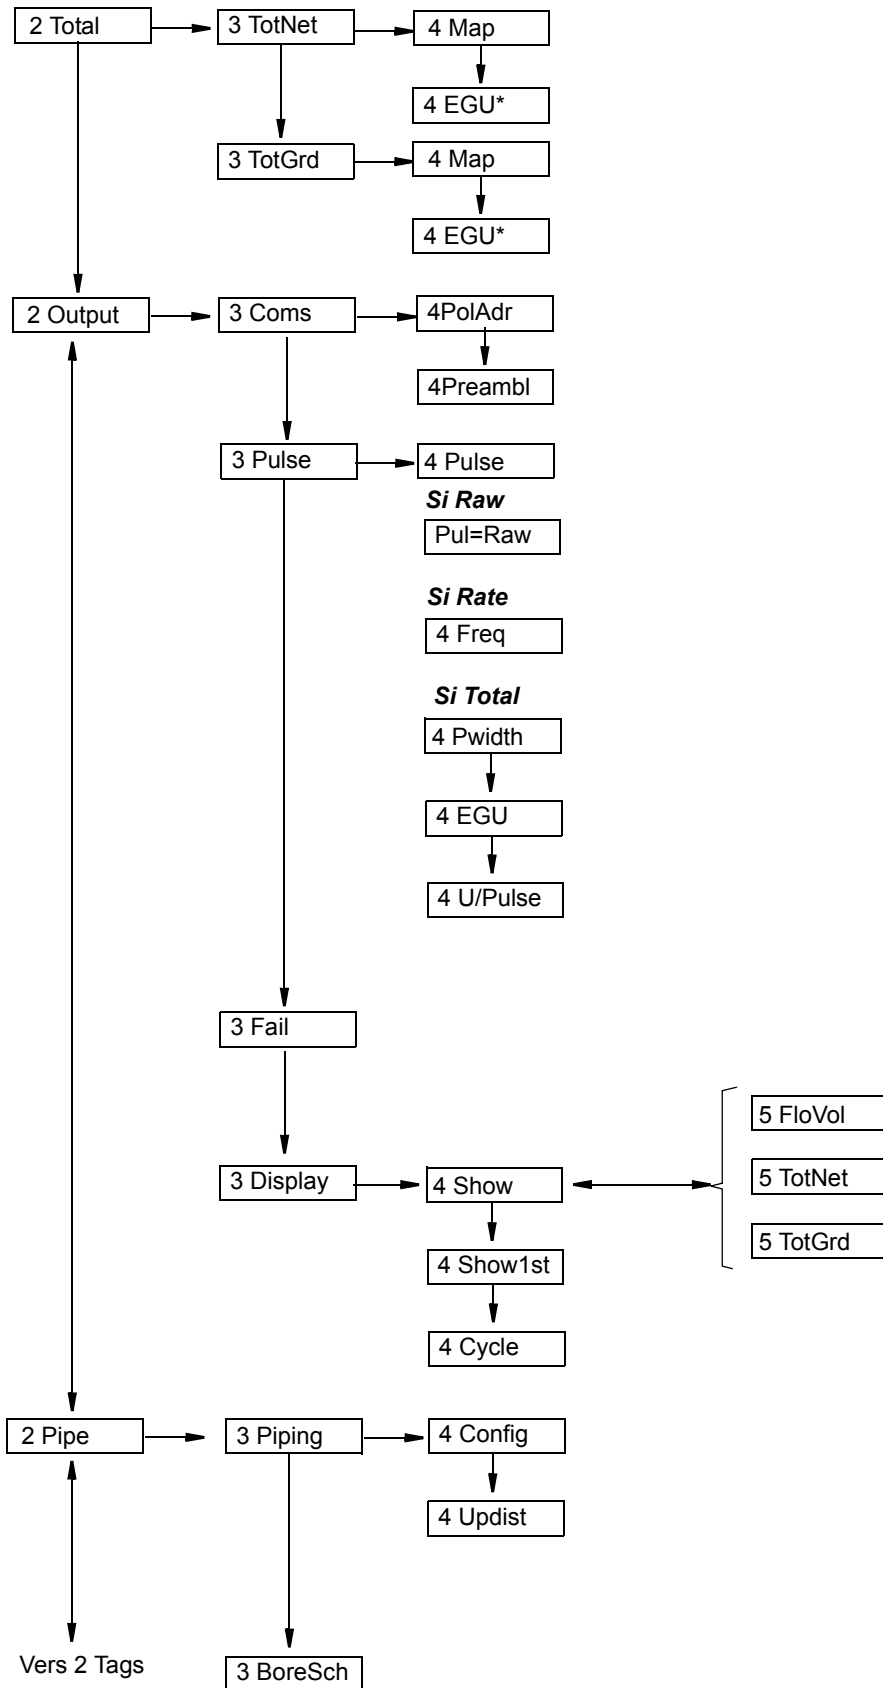 2 Total
3 TotNet
4 Map
4 EGU*
3 TotGrd
4 Map
4 EGU*
2 Output
3 Coms
4PolAdr
4Preambl
3 Pulse
4 Pulse
Si Raw
Pul=Raw
Si Rate
4 Freq
Si Total
4 Pwidth
4 EGU
4 U/Pulse
3 Fail
3 Display
4 Show
5 FloVol
5 TotNet
5 TotGrd
4 Show1st
4 Cycle
2 Pipe
3 Piping
4 Config
4 Updist
Vers 2 Tags
3 BoreSch